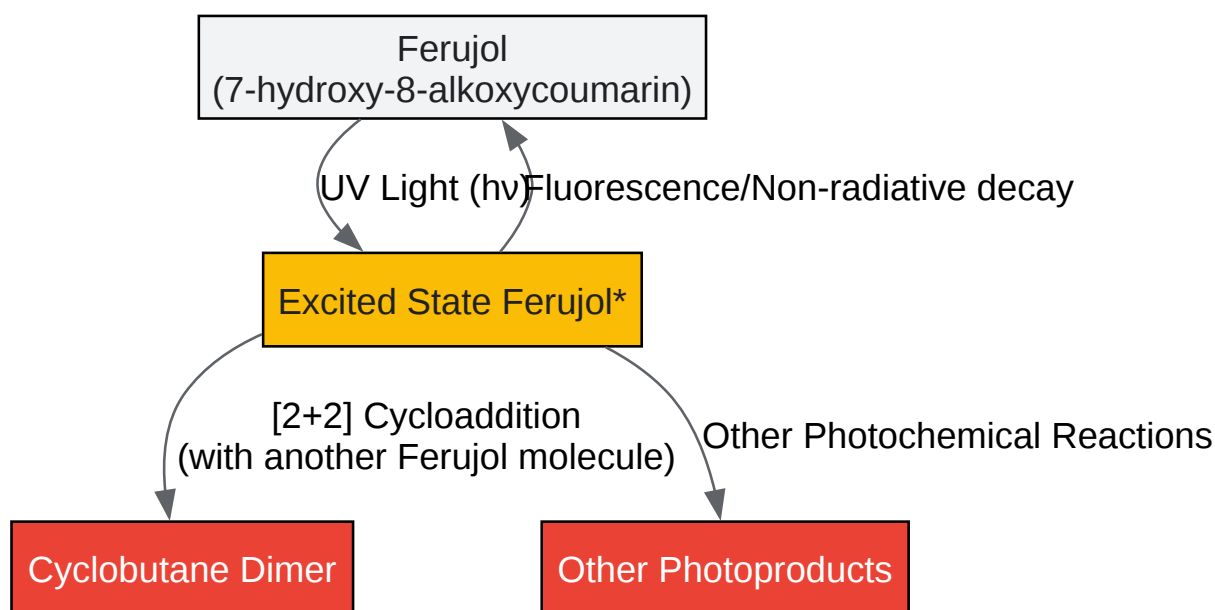 Ferujol
(7-hydroxy-8-alkoxycoumarin)
UV Light (hν)
Fluorescence/Non-radiative decay
Excited State Ferujol*
[2+2] Cycloaddition
(with another Ferujol molecule)
Other Photochemical Reactions
Cyclobutane Dimer
Other Photoproducts